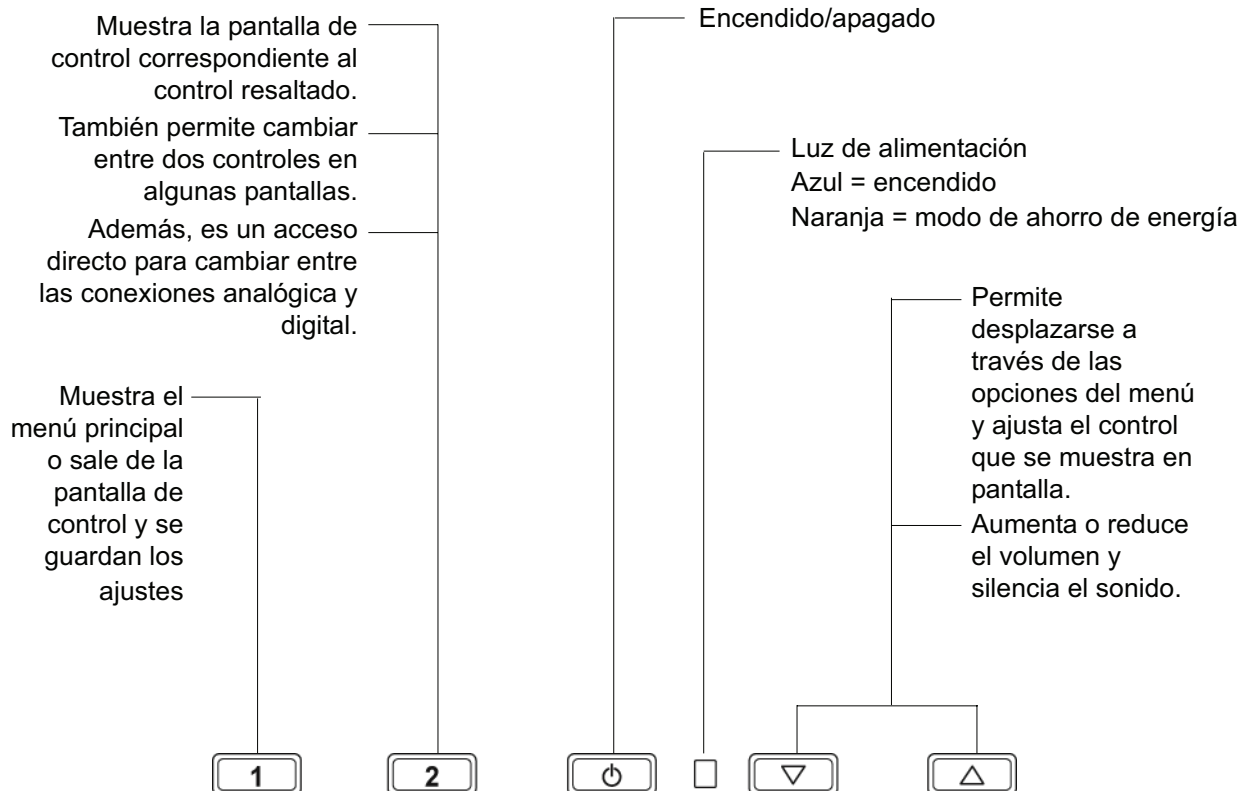 Muestra la pantalla de
control correspondiente al
control resaltado.
También permite cambiar
entre dos controles en
algunas pantallas.
Además, es un acceso
directo para cambiar entre
las conexiones analógica y
digital.
Muestra el
menú principal
o sale de la
pantalla de
control y se
guardan los
ajustes
Encendido/apagado
Luz de alimentación
Azul = encendido
Naranja = modo de ahorro de energía
Permite
desplazarse a
través de las
opciones del menú
y ajusta el control
que se muestra en
pantalla.
Aumenta o reduce
el volumen y
silencia el sonido.
1
2